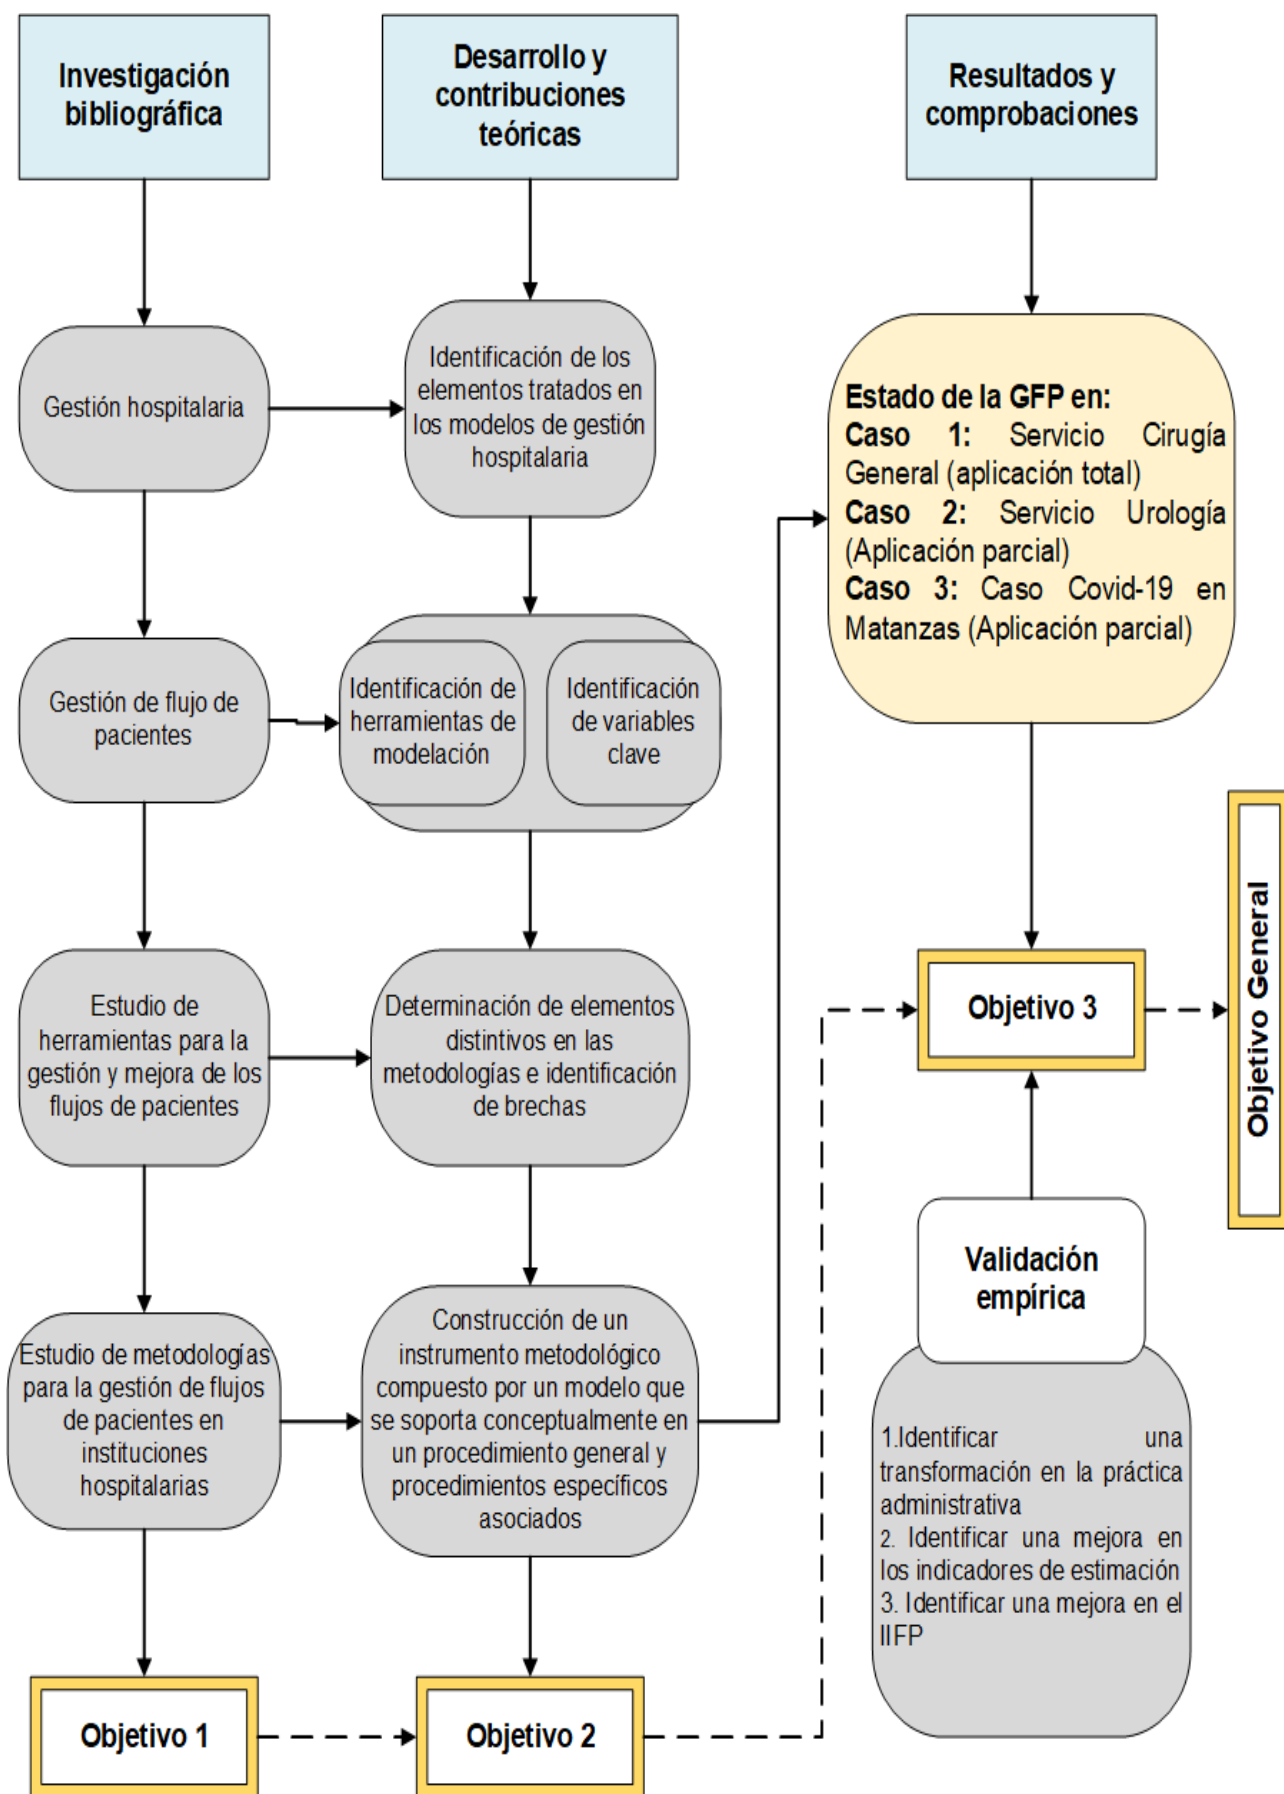 Investigación
bibliográfica
Desarrollo y
contribuciones
teóricas
Resultados y
comprobaciones
Gestión hospitalaria
Identificación de los
elementos tratados en
los modelos de gestión
hospitalaria
Estado de la GFP en:
Caso 1: Servicio Cirugía
General (aplicación total)
Caso 2: Servicio Urología
(Aplicación parcial)
Caso 3: Caso Covid-19 en
Matanzas (Aplicación parcial)
Gestión de flujo de
pacientes
Identificación de
herramientas de
modelación
Identificación
de variables
clave
Estudio de
herramientas para la
gestión y mejora de los
flujos de pacientes
Determinación de elementos
distintivos en las
metodologías e identificación
de brechas
Objetivo 3
Objetivo General
Estudio de metodologías
para la gestión de flujos
de pacientes en
instituciones
hospitalarias
Construcción de un
instrumento metodológico
compuesto por un modelo que
se soporta conceptualmente en
un procedimiento general y
procedimientos específicos
asociados
Validación
empírica
1.Identificar una
transformación en la práctica
administrativa
2. Identificar una mejora en
los indicadores de estimación
3. Identificar una mejora en el
IIFP
Objetivo 1
Objetivo 2